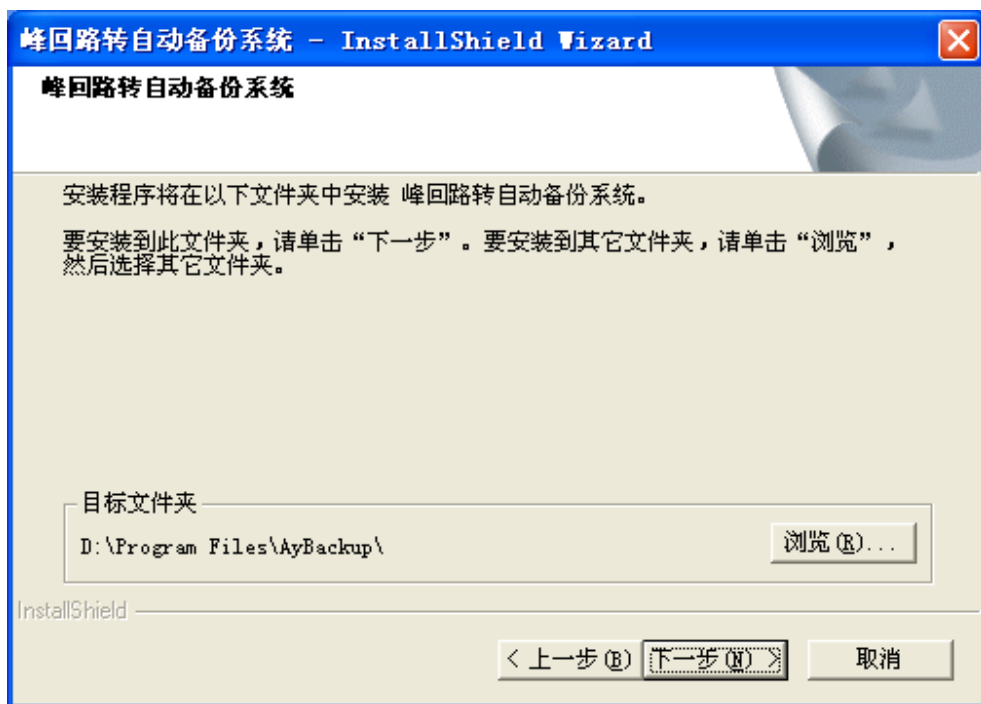 峰回路转自动备份系统 - InstallShield Wizard
峰回路转自动备份系统
安装程序将在以下文件夹中安装 峰回路转自动备份系统。
要安装到此文件夹，请单击“下一步”。要安装到其它文件夹，请单击“浏览”，
然后选择其它文件夹。
目标文件夹
D:\Program Files\AyBackup\
浏览(R)...
InstallShield
< 上一步(B) 下一步(N) > 取消